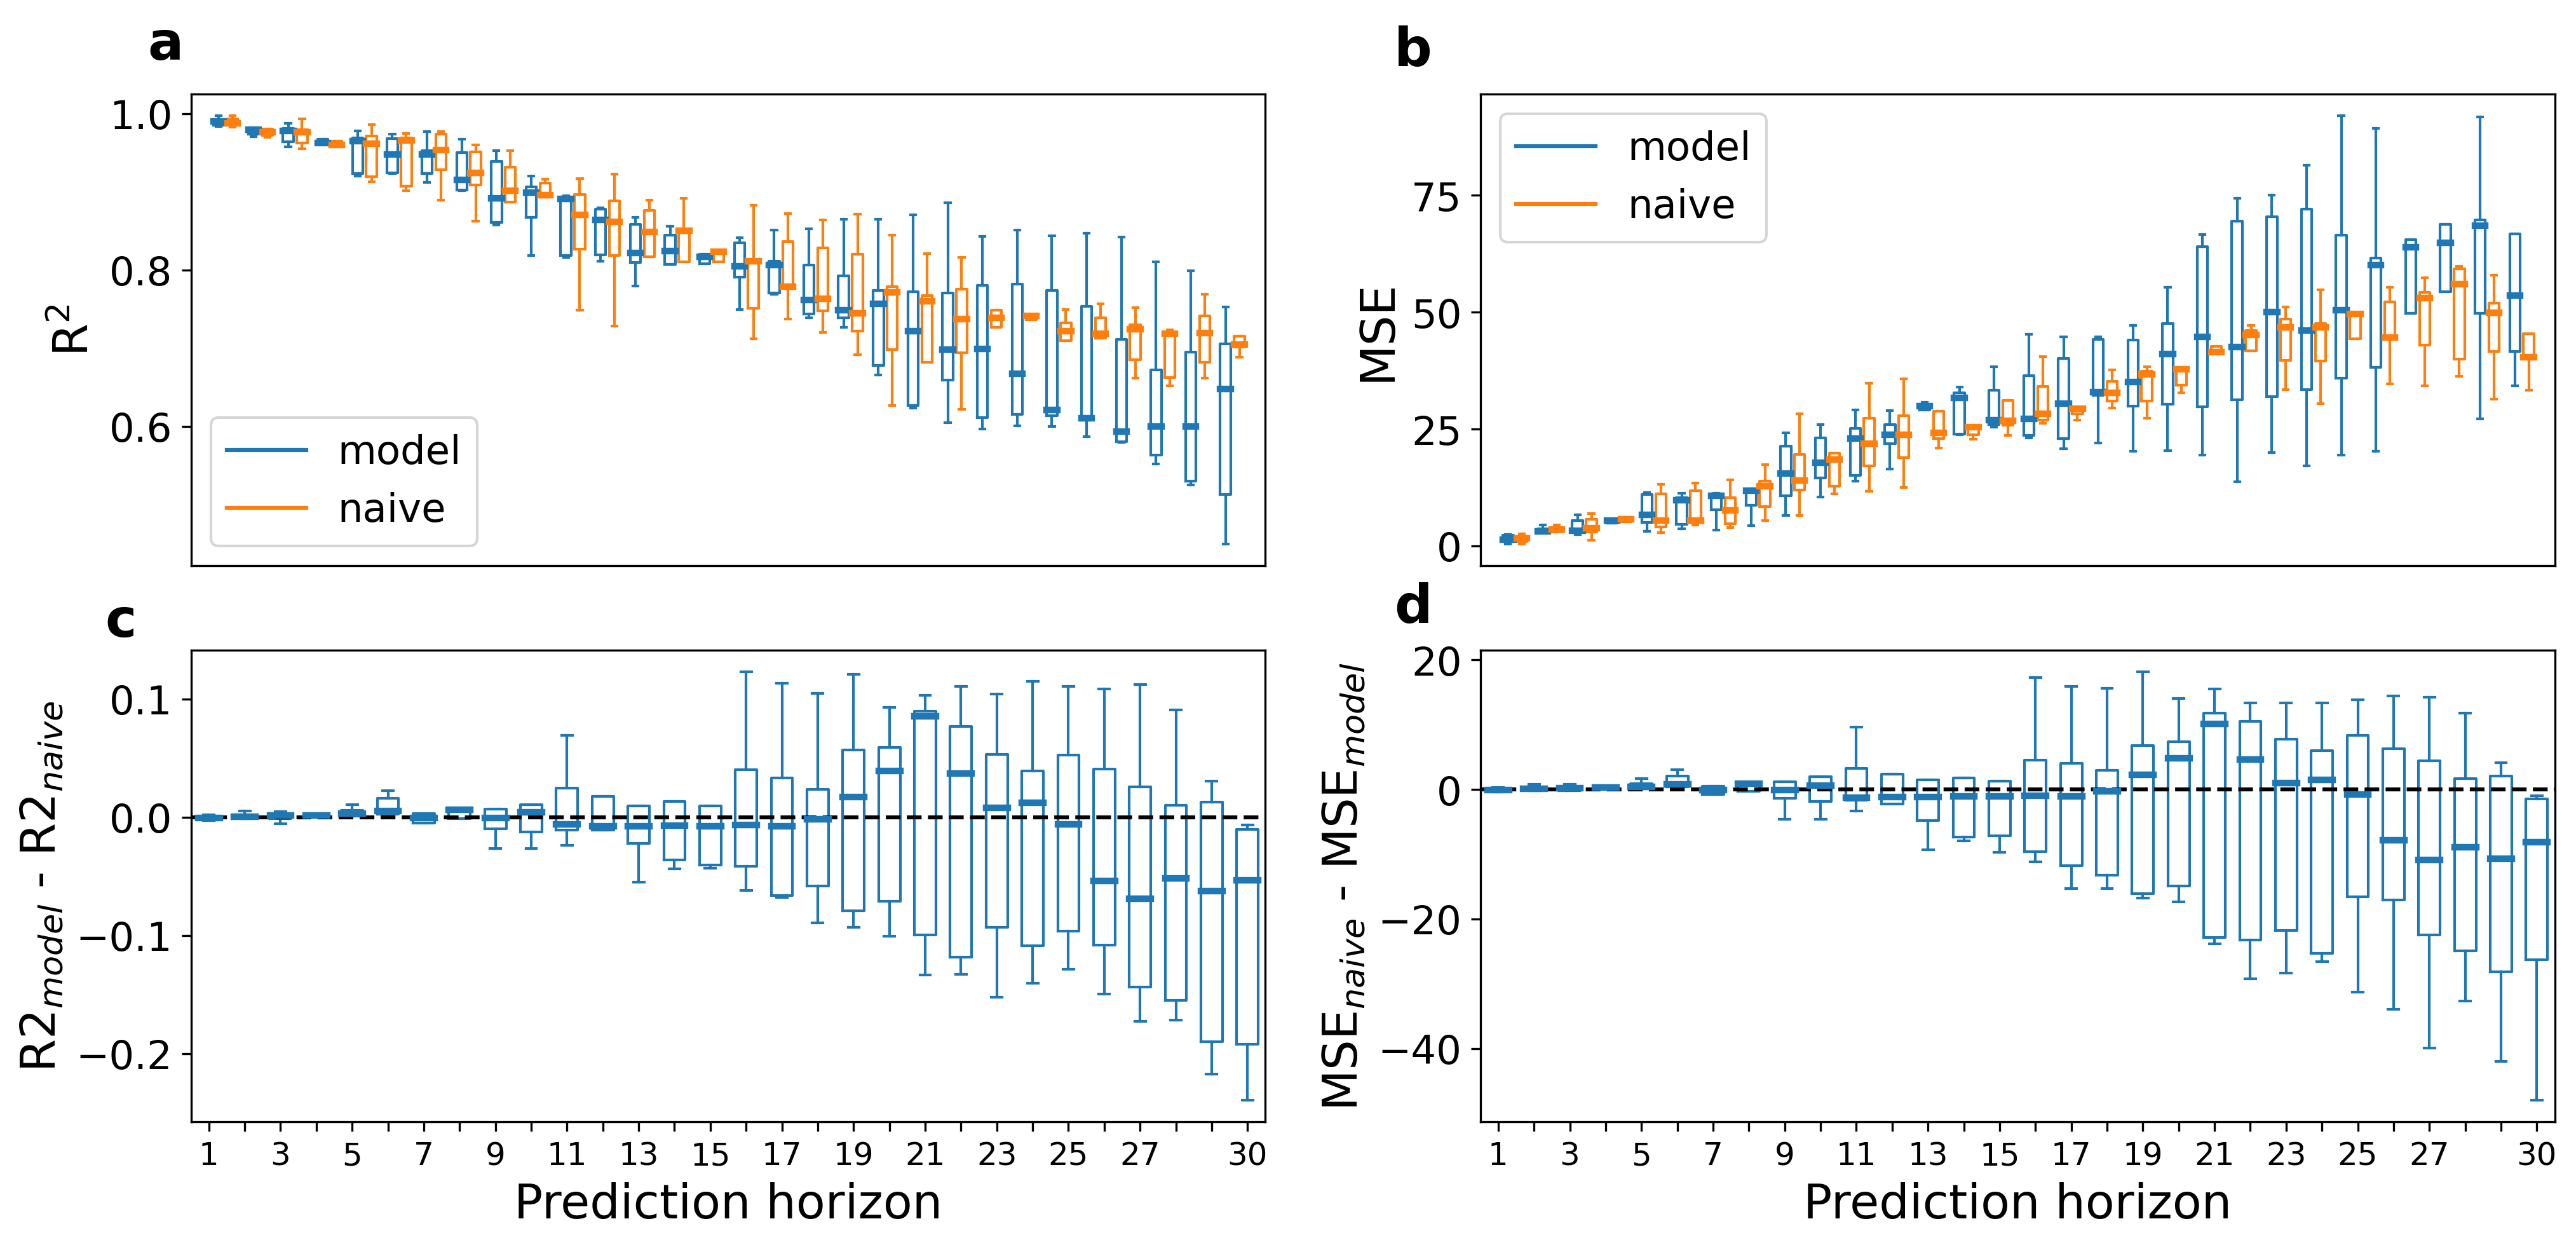 a
1.0
0.8
0.6
R²
model
naive
b
75
50
25
0
MSE
model
naive
c
0.1
0.0
−0.1
−0.2
R2model - R2naive
1 3 5 7 9 11 13 15 17 19 21 23 25 27 30
Prediction horizon
d
20
0
−20
−40
MSEnaive - MSEmodel
1 3 5 7 9 11 13 15 17 19 21 23 25 27 30
Prediction horizon